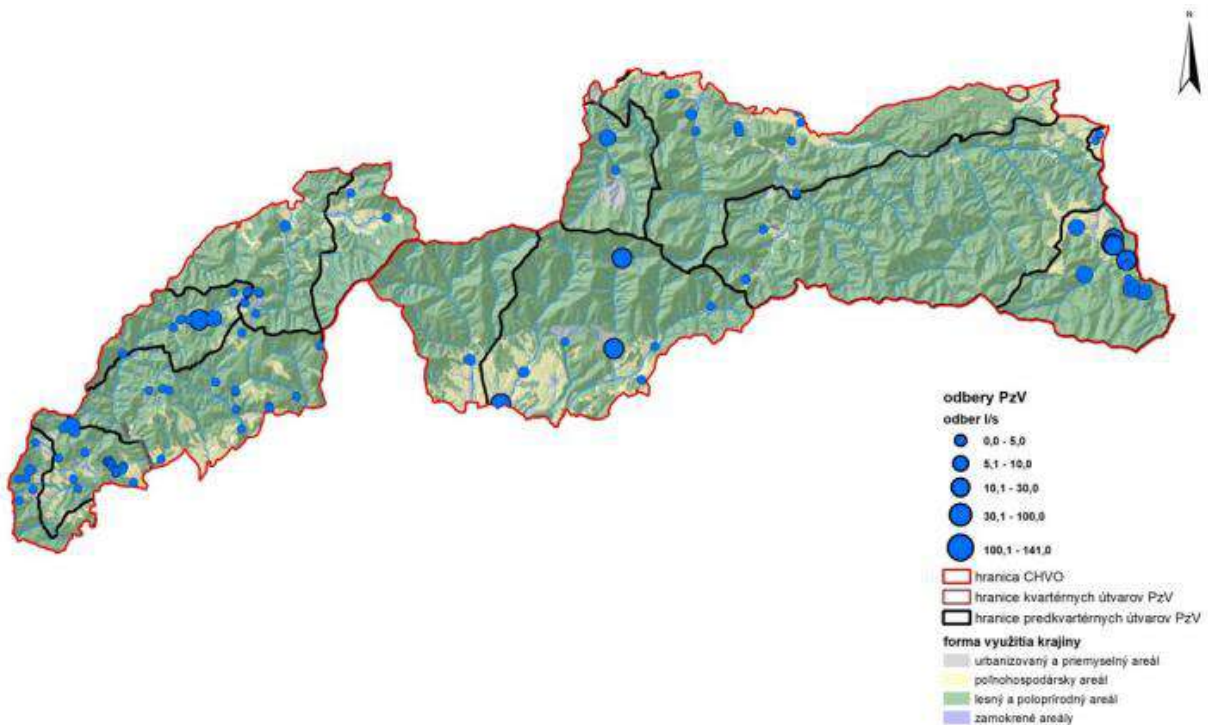 N
odbery PzV
odber l/s
0,0 - 5,0
5,1 - 10,0
10,1 - 30,0
30,1 - 100,0
100,1 - 141,0
hranica CHVO
hranice kvartérnych útvarov PzV
hranice predkvartérnych útvarov PzV
forma využitia krajiny
urbanizovaný a priemyselný areál
poľnohospodársky areál
lesný a poloprírodný areál
zamokrené areály